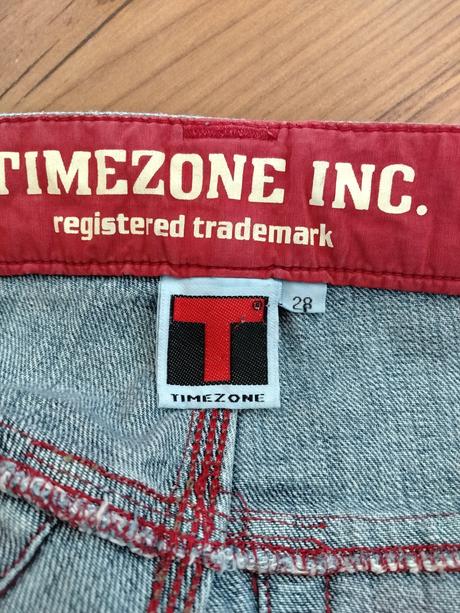 TIMEZONE INC.
registered trademark
T
28
TIMEZONE